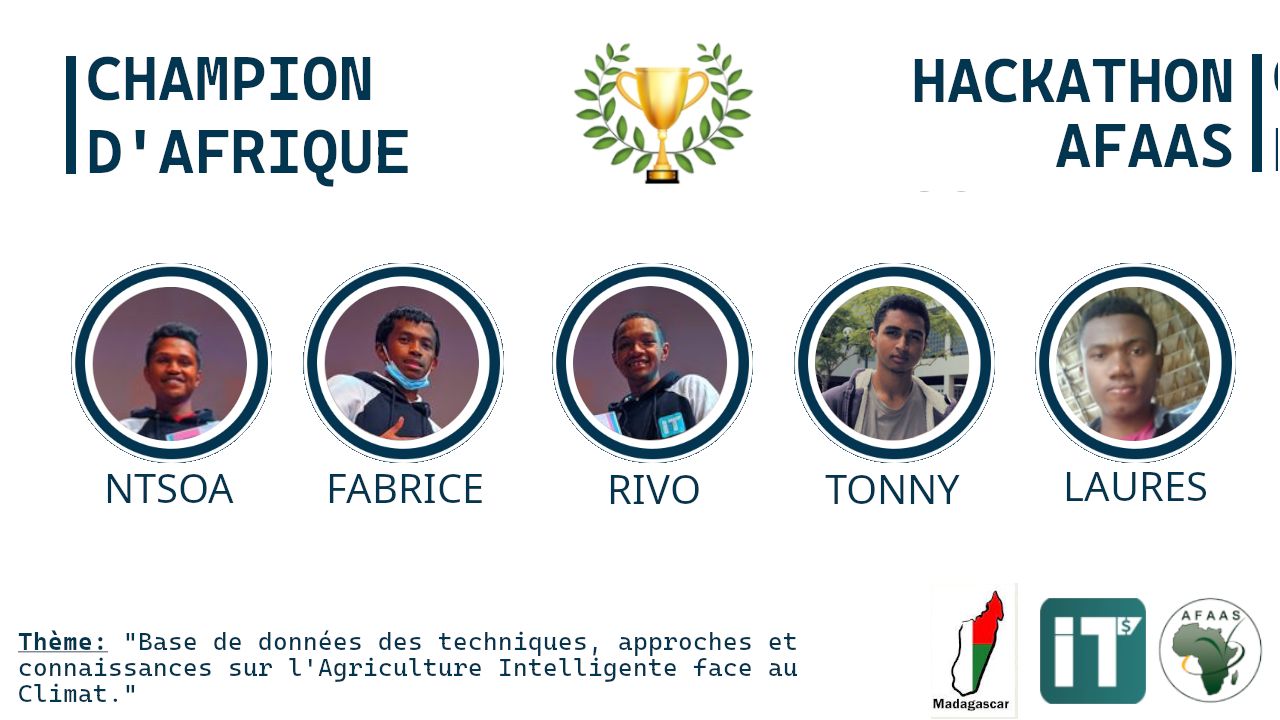 CHAMPION
D'AFRIQUE
HACKATHON
AFAAS
NTSOA
FABRICE
RIVO
TONNY
LAURES
Thème: "Base de données des techniques, approches et
connaissances sur l'Agriculture Intelligente face au
Climat."
Madagascar
iT$
AFAAS